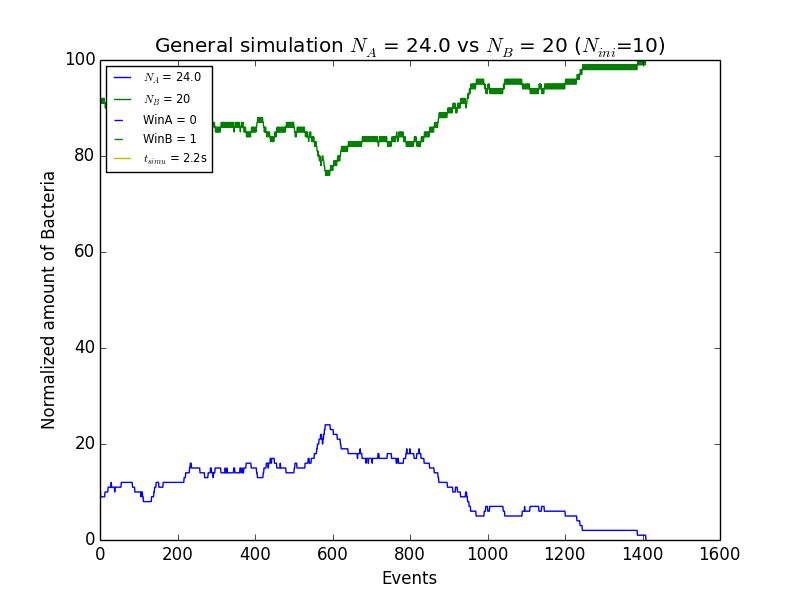 General simulation N_A = 24.0 vs N_B = 20 (N_ini=10)
100
80
60
40
20
0
Normalized amount of Bacteria
N_A = 24.0
N_B = 20
WinA = 0
WinB = 1
t_simu = 2.2s
0 200 400 600 800 1000 1200 1400 1600
Events